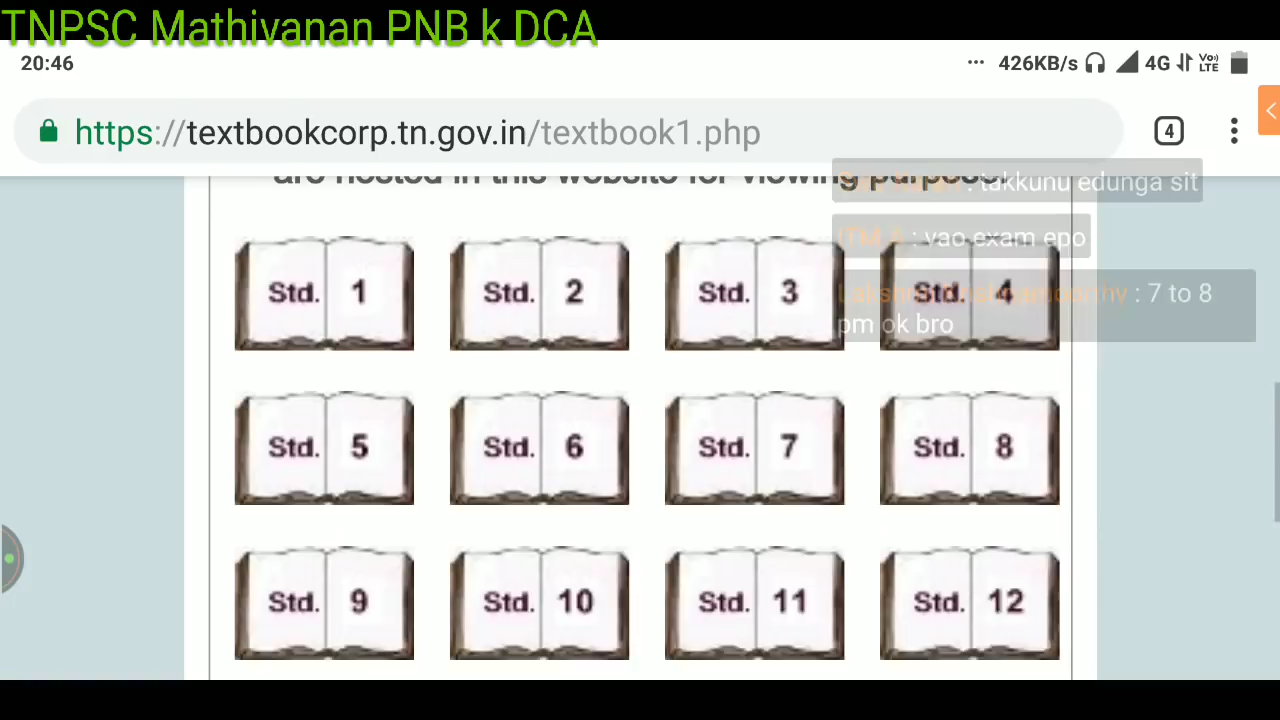 TNPSC Mathivanan PNB k DCA
20:46 ... 426KB/s 4G Vo) LTE
https://textbookcorp.tn.gov.in/textbook1.php 4
are hosted in this website for viewing purpose.
: takkunu edunga sit
: vao exam epo
: 7 to 8
pm ok bro
Std. 1 Std. 2 Std. 3 Std. 4
Std. 5 Std. 6 Std. 7 Std. 8
Std. 9 Std. 10 Std. 11 Std. 12